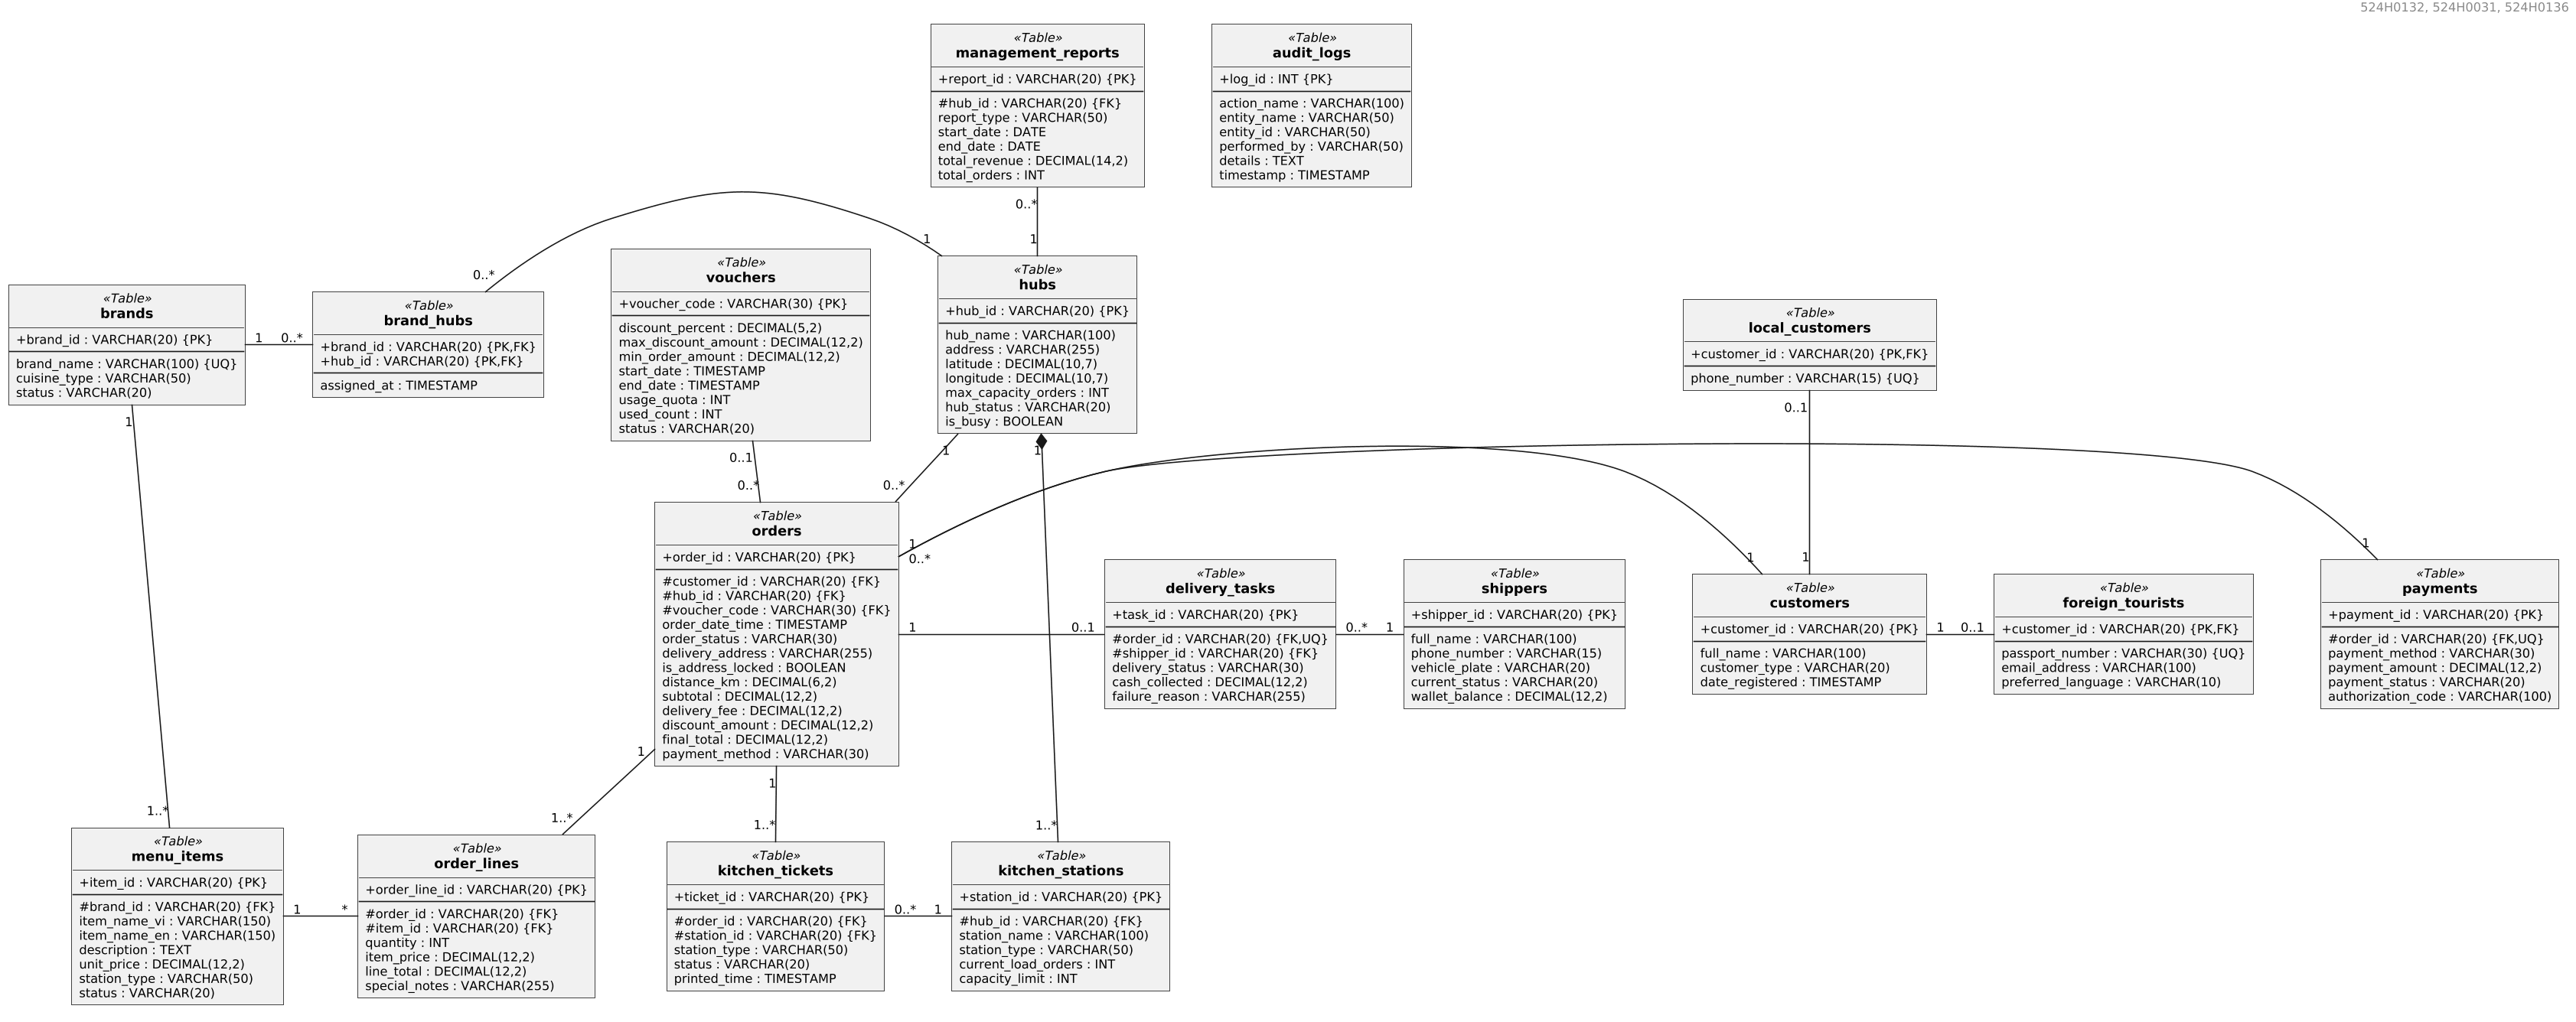 524H0132, 524H0031, 524H0136
«Table»
management_reports
+report_id : VARCHAR(20) {PK}
#hub_id : VARCHAR(20) {FK}
report_type : VARCHAR(50)
start_date : DATE
end_date : DATE
total_revenue : DECIMAL(14,2)
total_orders : INT
«Table»
audit_logs
+log_id : INT {PK}
action_name : VARCHAR(100)
entity_name : VARCHAR(50)
entity_id : VARCHAR(50)
performed_by : VARCHAR(50)
details : TEXT
timestamp : TIMESTAMP
0..*
1
1
0..*
«Table»
brands
+brand_id : VARCHAR(20) {PK}
brand_name : VARCHAR(100) {UQ}
cuisine_type : VARCHAR(50)
status : VARCHAR(20)
1
0..*
«Table»
brand_hubs
+brand_id : VARCHAR(20) {PK,FK}
+hub_id : VARCHAR(20) {PK,FK}
assigned_at : TIMESTAMP
«Table»
vouchers
+voucher_code : VARCHAR(30) {PK}
discount_percent : DECIMAL(5,2)
max_discount_amount : DECIMAL(12,2)
min_order_amount : DECIMAL(12,2)
start_date : TIMESTAMP
end_date : TIMESTAMP
usage_quota : INT
used_count : INT
status : VARCHAR(20)
«Table»
hubs
+hub_id : VARCHAR(20) {PK}
hub_name : VARCHAR(100)
address : VARCHAR(255)
latitude : DECIMAL(10,7)
longitude : DECIMAL(10,7)
max_capacity_orders : INT
hub_status : VARCHAR(20)
is_busy : BOOLEAN
«Table»
local_customers
+customer_id : VARCHAR(20) {PK,FK}
phone_number : VARCHAR(15) {UQ}
1
0..1
0..*
1
0..*
1
0..1
1
1
1
1
0..*
«Table»
orders
+order_id : VARCHAR(20) {PK}
#customer_id : VARCHAR(20) {FK}
#hub_id : VARCHAR(20) {FK}
#voucher_code : VARCHAR(30) {FK}
order_date_time : TIMESTAMP
order_status : VARCHAR(30)
delivery_address : VARCHAR(255)
is_address_locked : BOOLEAN
distance_km : DECIMAL(6,2)
subtotal : DECIMAL(12,2)
delivery_fee : DECIMAL(12,2)
discount_amount : DECIMAL(12,2)
final_total : DECIMAL(12,2)
payment_method : VARCHAR(30)
1
0..1
«Table»
delivery_tasks
+task_id : VARCHAR(20) {PK}
#order_id : VARCHAR(20) {FK,UQ}
#shipper_id : VARCHAR(20) {FK}
delivery_status : VARCHAR(30)
cash_collected : DECIMAL(12,2)
failure_reason : VARCHAR(255)
0..*
1
«Table»
shippers
+shipper_id : VARCHAR(20) {PK}
full_name : VARCHAR(100)
phone_number : VARCHAR(15)
vehicle_plate : VARCHAR(20)
current_status : VARCHAR(20)
wallet_balance : DECIMAL(12,2)
«Table»
customers
+customer_id : VARCHAR(20) {PK}
full_name : VARCHAR(100)
customer_type : VARCHAR(20)
date_registered : TIMESTAMP
1
0..1
«Table»
foreign_tourists
+customer_id : VARCHAR(20) {PK,FK}
passport_number : VARCHAR(30) {UQ}
email_address : VARCHAR(100)
preferred_language : VARCHAR(10)
«Table»
payments
+payment_id : VARCHAR(20) {PK}
#order_id : VARCHAR(20) {FK,UQ}
payment_method : VARCHAR(30)
payment_amount : DECIMAL(12,2)
payment_status : VARCHAR(20)
authorization_code : VARCHAR(100)
1
1
1..*
1..*
1..*
1..*
«Table»
menu_items
+item_id : VARCHAR(20) {PK}
#brand_id : VARCHAR(20) {FK}
item_name_vi : VARCHAR(150)
item_name_en : VARCHAR(150)
description : TEXT
unit_price : DECIMAL(12,2)
station_type : VARCHAR(50)
status : VARCHAR(20)
1
*
«Table»
order_lines
+order_line_id : VARCHAR(20) {PK}
#order_id : VARCHAR(20) {FK}
#item_id : VARCHAR(20) {FK}
quantity : INT
item_price : DECIMAL(12,2)
line_total : DECIMAL(12,2)
special_notes : VARCHAR(255)
«Table»
kitchen_tickets
+ticket_id : VARCHAR(20) {PK}
#order_id : VARCHAR(20) {FK}
#station_id : VARCHAR(20) {FK}
station_type : VARCHAR(50)
status : VARCHAR(20)
printed_time : TIMESTAMP
0..*
1
«Table»
kitchen_stations
+station_id : VARCHAR(20) {PK}
#hub_id : VARCHAR(20) {FK}
station_name : VARCHAR(100)
station_type : VARCHAR(50)
current_load_orders : INT
capacity_limit : INT